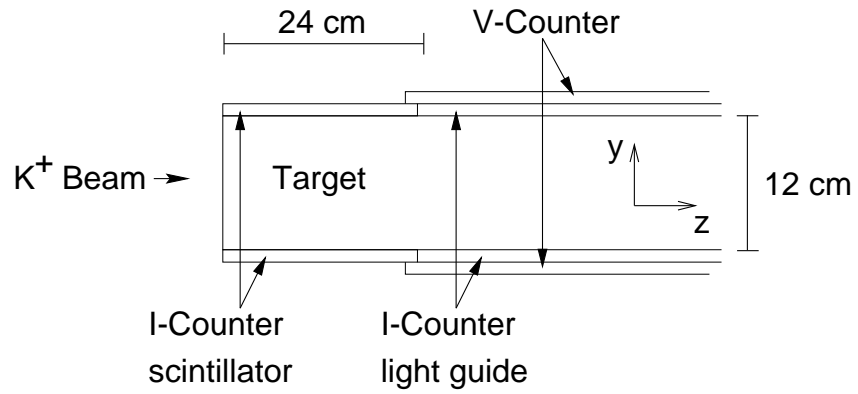 24 cm
V-Counter
K+ Beam
Target
y
z
12 cm
I-Counter
scintillator
I-Counter
light guide